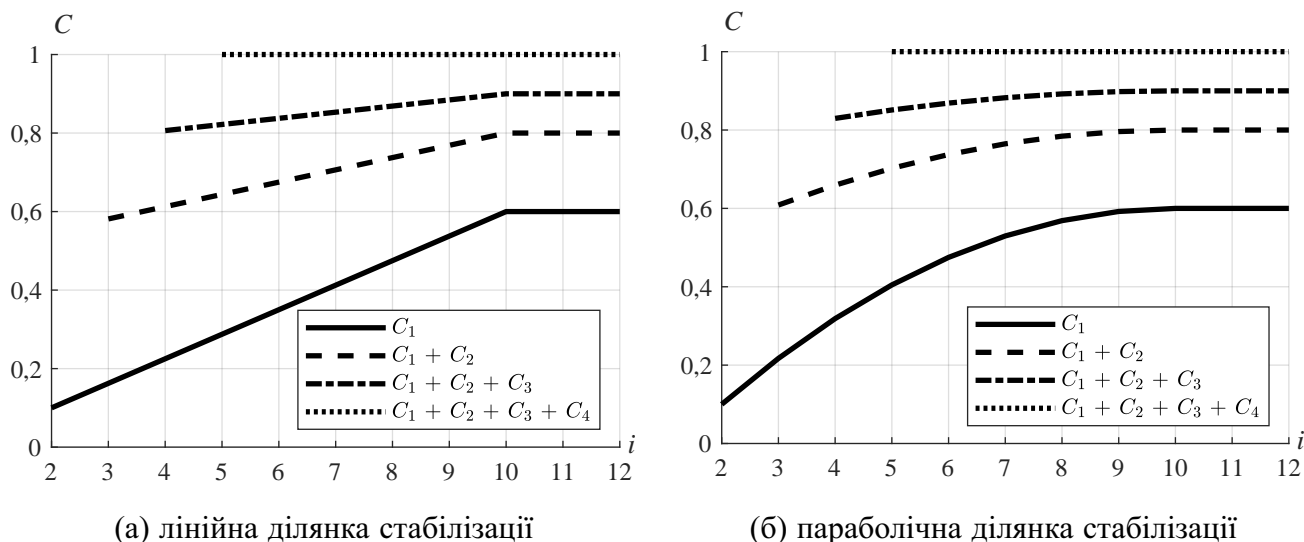 C
1
0,8
0,6
0,4
0,2
0
2 3 4 5 6 7 8 9 10 11 12
i
C₁
C₁ + C₂
C₁ + C₂ + C₃
C₁ + C₂ + C₃ + C₄
(а) лінійна ділянка стабілізації
C
1
0,8
0,6
0,4
0,2
0
2 3 4 5 6 7 8 9 10 11 12
i
C₁
C₁ + C₂
C₁ + C₂ + C₃
C₁ + C₂ + C₃ + C₄
(б) параболічна ділянка стабілізації